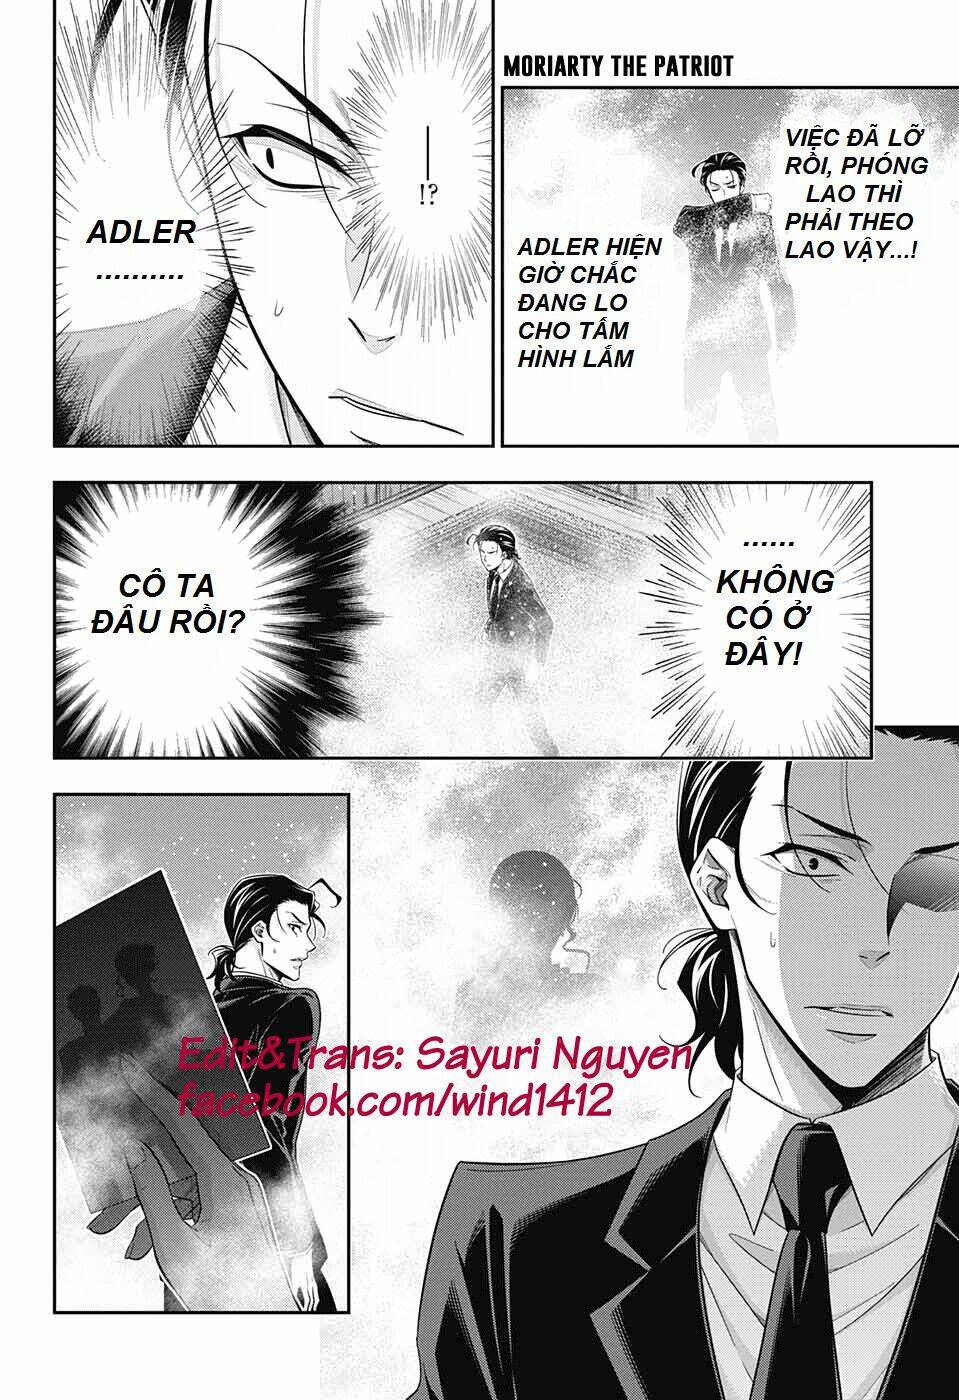 MORIARTY THE PATRIOT
VIỆC ĐÃ LỠ
RỒI, PHÓNG
LAO THÌ
PHẢI THEO
LAO VẬY...!
ADLER HIỆN
GIỜ CHẮC
ĐANG LO
CHO TẤM
HÌNH LẮM
—!?
ADLER
..........
......
KHÔNG
CÓ Ở
ĐÂY!
CÔ TA
ĐÂU RỒI?
Edit&Trans: Sayuri Nguyen
facebook.com/wind1412